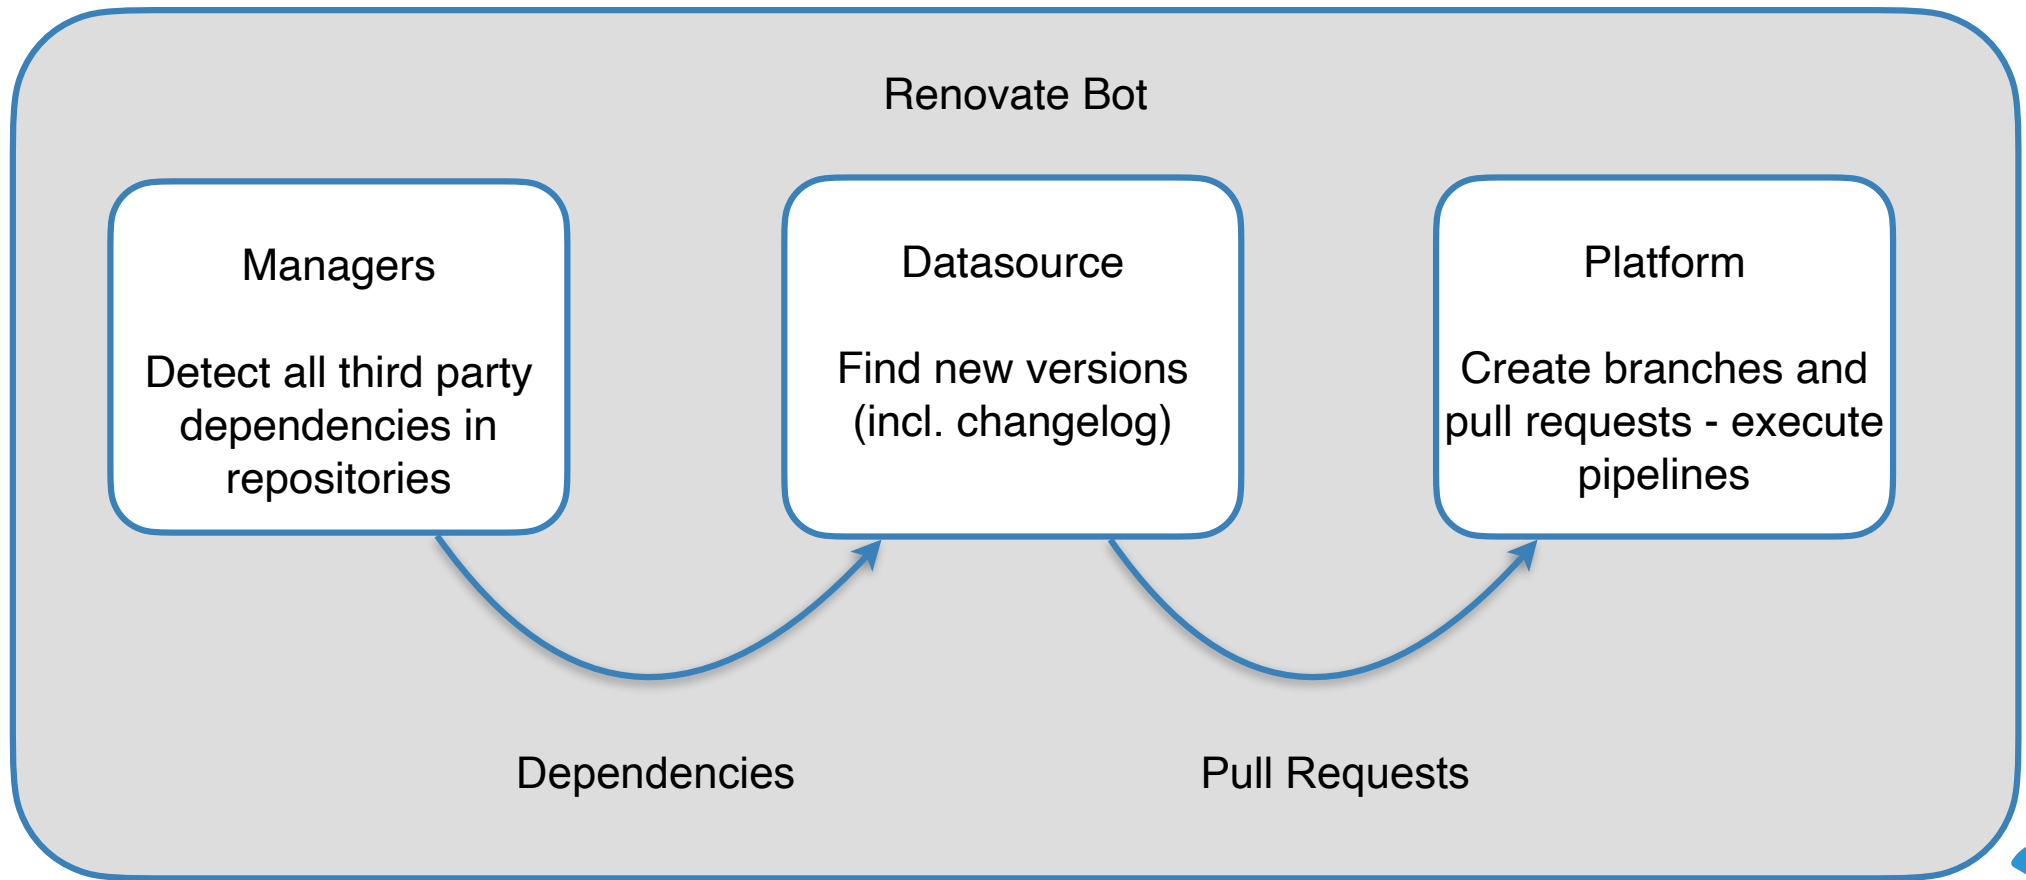 Renovate Bot
Managers
Detect all third party
dependencies in
repositories
Datasource
Find new versions
(incl. changelog)
Platform
Create branches and
pull requests - execute
pipelines
Dependencies
Pull Requests